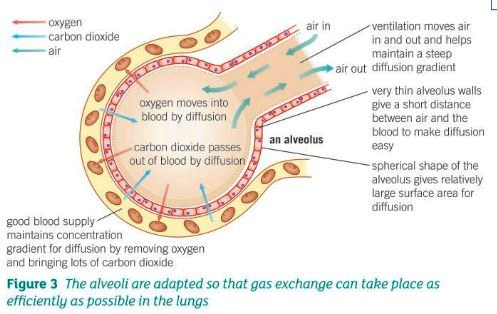 oxygen
carbon dioxide
air
air in
air out
ventilation moves air
in and out and helps
maintain a steep
diffusion gradient
very thin alveolus walls
give a short distance
between air and the
blood to make diffusion
easy
oxygen moves into
blood by diffusion
carbon dioxide passes
out of blood by diffusion
an alveolus
spherical shape of the
alveolus gives relatively
large surface area for
diffusion
good blood supply
maintains concentration
gradient for diffusion by removing oxygen
and bringing lots of carbon dioxide
Figure 3 The alveoli are adapted so that gas exchange can take place as
efficiently as possible in the lungs